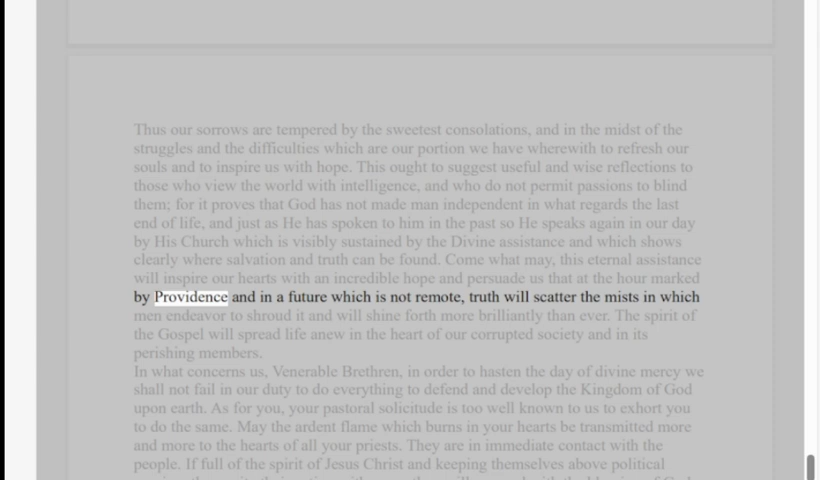 Thus our sorrows are tempered by the sweetest consolations, and in the midst of the
struggles and the difficulties which are our portion we have wherewith to refresh our
souls and to inspire us with hope. This ought to suggest useful and wise reflections to
those who view the world with intelligence, and who do not permit passions to blind
them; for it proves that God has not made man independent in what regards the last
end of life, and just as He has spoken to him in the past so He speaks again in our day
by His Church which is visibly sustained by the Divine assistance and which shows
clearly where salvation and truth can be found. Come what may, this eternal assistance
will inspire our hearts with an incredible hope and persuade us that at the hour marked
by Providence and in a future which is not remote, truth will scatter the mists in which
men endeavor to shroud it and will shine forth more brilliantly than ever. The spirit of
the Gospel will spread life anew in the heart of our corrupted society and in its
perishing members.
In what concerns us, Venerable Brethren, in order to hasten the day of divine mercy we
shall not fail in our duty to do everything to defend and develop the Kingdom of God
upon earth. As for you, your pastoral solicitude is too well known to us to exhort you
to do the same. May the ardent flame which burns in your hearts be transmitted more
and more to the hearts of all your priests. They are in immediate contact with the
people. If full of the spirit of Jesus Christ and keeping themselves above political